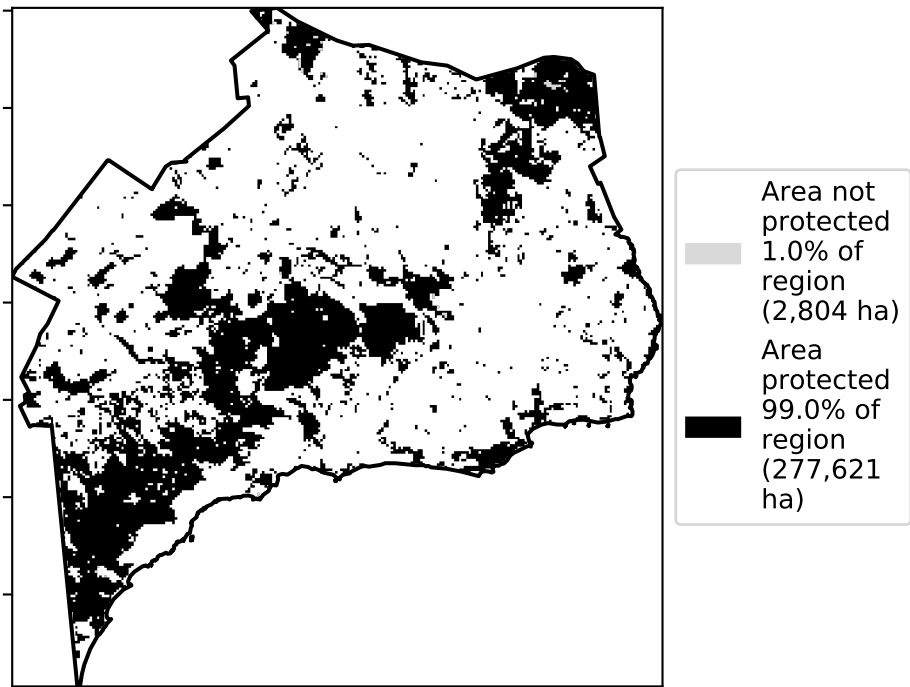 Area not
protected
1.0% of
region
(2,804 ha)
Area
protected
99.0% of
region
(277,621
ha)